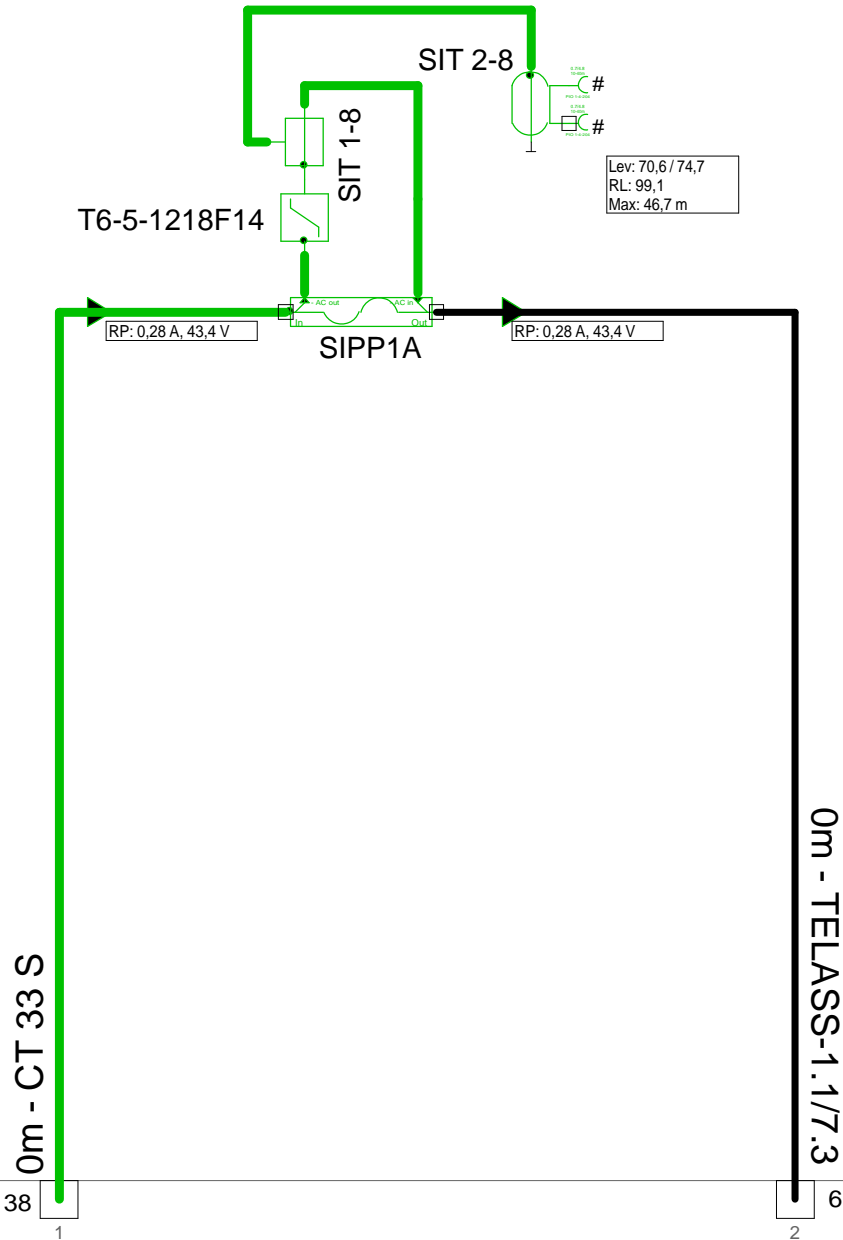 SIT 2-8
#
#
SIT 1-8
Lev: 70,6 / 74,7
RL: 99,1
Max: 46,7 m
T6-5-1218F14
- AC out
AC in
In
Out
RP: 0,28 A, 43,4 V
SIPP1A
RP: 0,28 A, 43,4 V
0m - CT 33 S
0m - TELASS-1.1/7.3
38
6
1
2